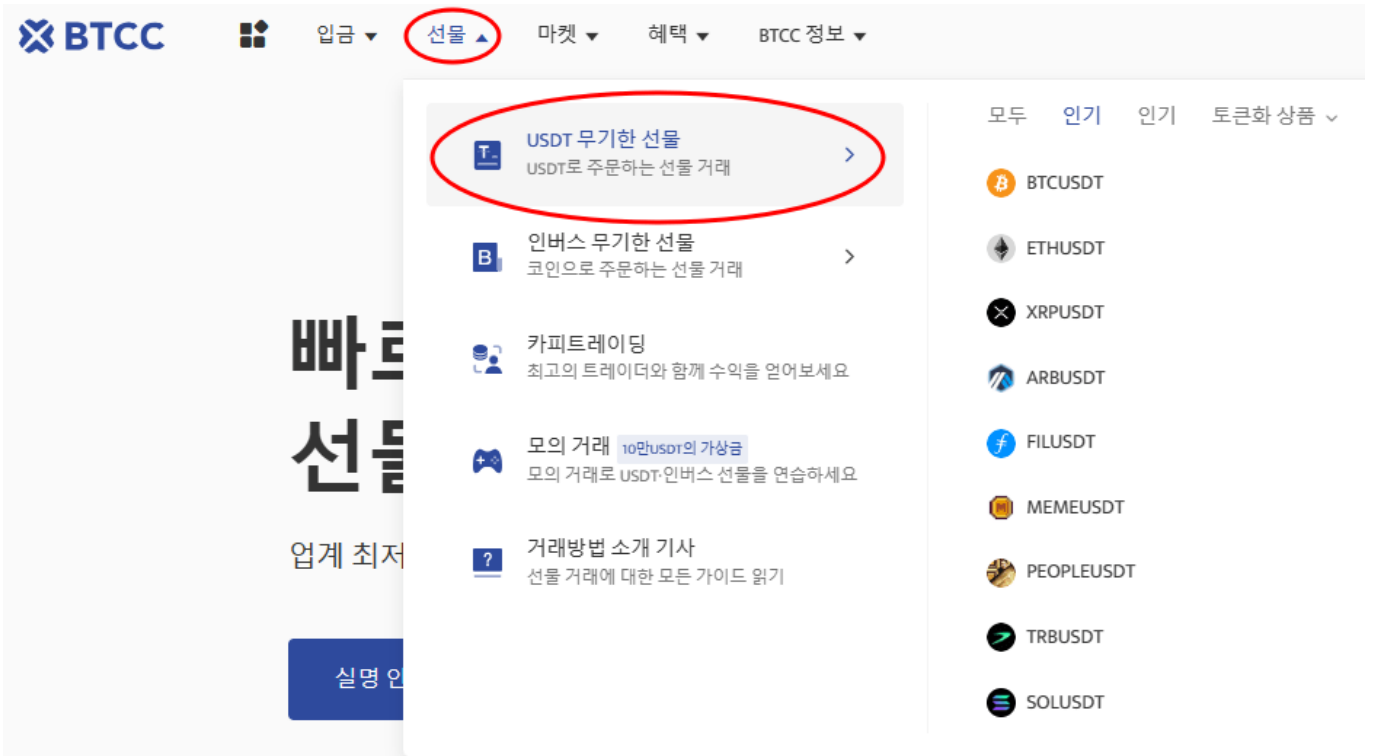 BTCC
입금 ▼
선물 ▲
마켓 ▼
혜택 ▼
BTCC 정보 ▼
USDT 무기한 선물
USDT로 주문하는 선물 거래
인버스 무기한 선물
코인으로 주문하는 선물 거래
카피트레이딩
최고의 트레이더와 함께 수익을 얻어보세요
모의 거래 10만USDT의 가상금
모의 거래로 USDT·인버스 선물을 연습하세요
거래방법 소개 기사
선물 거래에 대한 모든 가이드 읽기
모두 인기 인기 토큰화 상품
BTCUSDT
ETHUSDT
XRPUSDT
ARBUSDT
FILUSDT
MEMEUSDT
PEOPLEUSDT
TRBUSDT
SOLUSDT
빠르
선물
업계 최저
실명 인